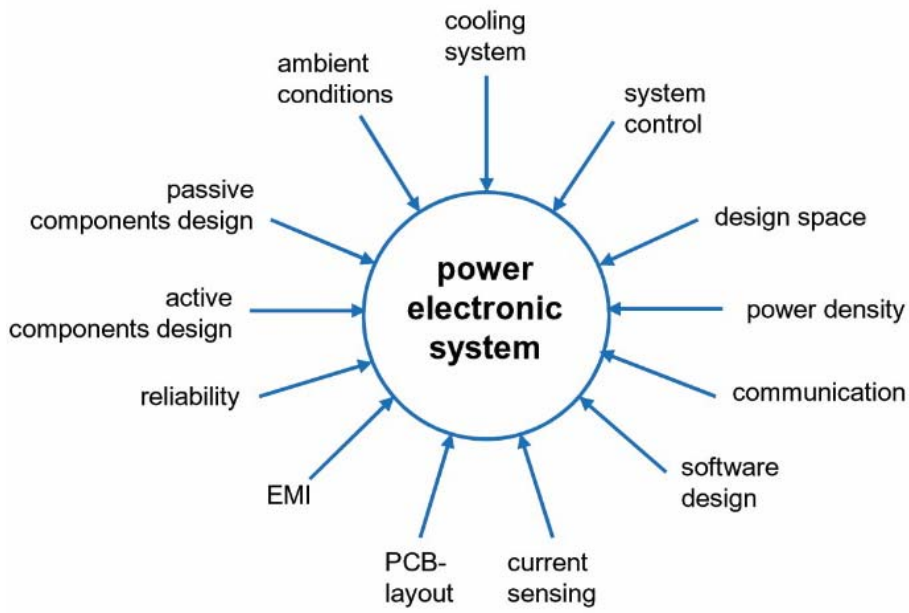 cooling
system
ambient
conditions
system
control
passive
components design
design space
power
electronic
system
active
components design
power density
reliability
communication
EMI
software
design
PCB-
layout
current
sensing